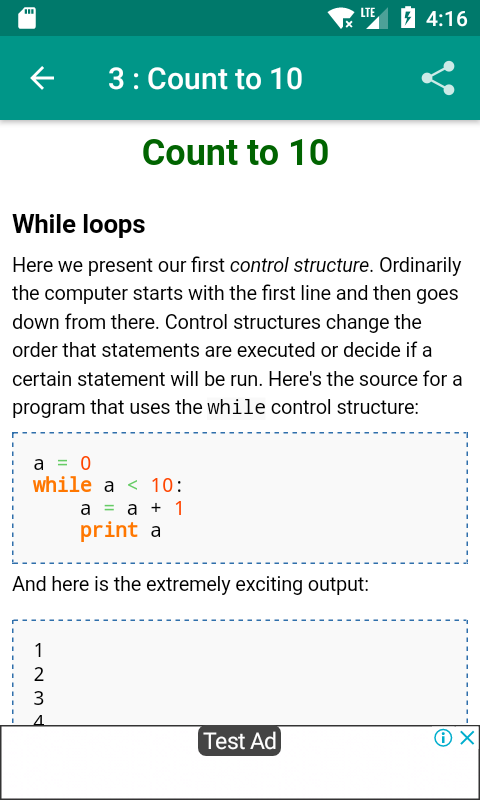 LTE 4:16
3 : Count to 10
Count to 10
While loops
Here we present our first control structure. Ordinarily
the computer starts with the first line and then goes
down from there. Control structures change the
order that statements are executed or decide if a
certain statement will be run. Here's the source for a
program that uses the while control structure:
a = 0
while a < 10:
    a = a + 1
    print a
And here is the extremely exciting output:
1
2
3
4
Test Ad